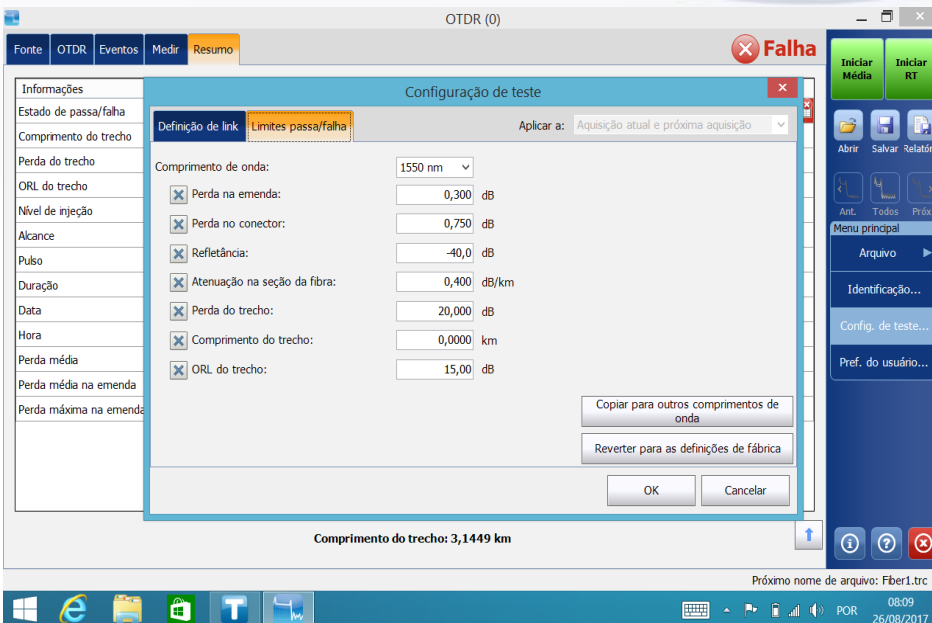 OTDR (0)
Fonte OTDR Eventos Medir Resumo
Falha
Iniciar Média
Iniciar RT
Informações
Estado de passa/falha
Comprimento do trecho
Perda do trecho
ORL do trecho
Nível de injeção
Alcance
Pulso
Duração
Data
Hora
Perda média
Perda média na emenda
Perda máxima na emenda
Configuração de teste
Definição de link Limites passa/falha
Aplicar a: Aquisição atual e próxima aquisição
Comprimento de onda: 1550 nm
Perda na emenda: 0,300 dB
Perda no conector: 0,750 dB
Refletância: -40,0 dB
Atenuação na seção da fibra: 0,400 dB/km
Perda do trecho: 20,000 dB
Comprimento do trecho: 0,0000 km
ORL do trecho: 15,00 dB
Copiar para outros comprimentos de
onda
Reverter para as definições de fábrica
OK Cancelar
Comprimento do trecho: 3,1449 km
Abrir Salvar Relatór
Ant. Todos Próx
Menu principal
Arquivo
Identificação...
Config. de teste...
Pref. do usuário...
Próximo nome de arquivo: Fiber1.trc
POR
08:09
26/08/2017